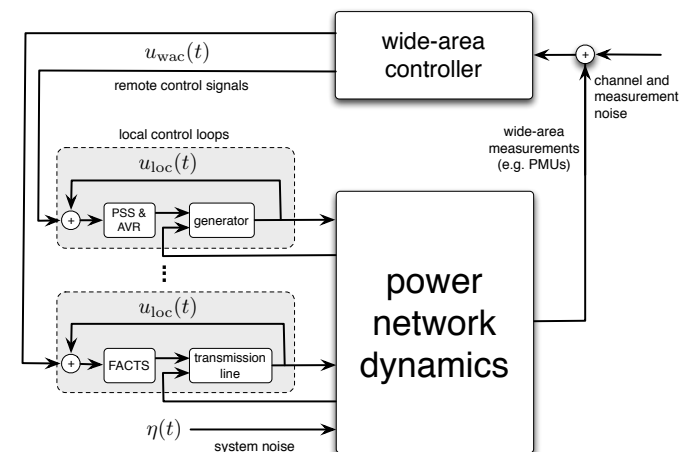 u_wac(t)
remote control signals
wide-area
controller
+
channel and
measurement
noise
wide-area
measurements
(e.g. PMUs)
local control loops
u_loc(t)
+
PSS &
AVR
generator
⋮
u_loc(t)
+
FACTS
transmission
line
power
network
dynamics
η(t)
system noise